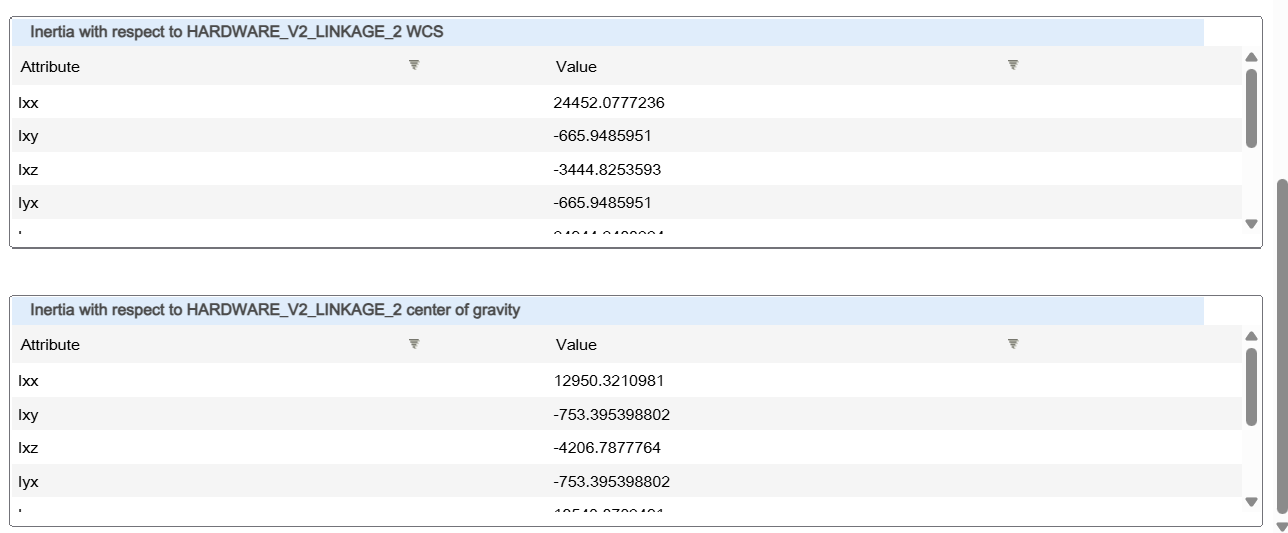 Inertia with respect to HARDWARE_V2_LINKAGE_2 WCS
Attribute Value
Ixx 24452.0777236
Ixy -665.9485951
Ixz -3444.8253593
Iyx -665.9485951
Inertia with respect to HARDWARE_V2_LINKAGE_2 center of gravity
Attribute Value
Ixx 12950.3210981
Ixy -753.395398802
Ixz -4206.7877764
Iyx -753.395398802